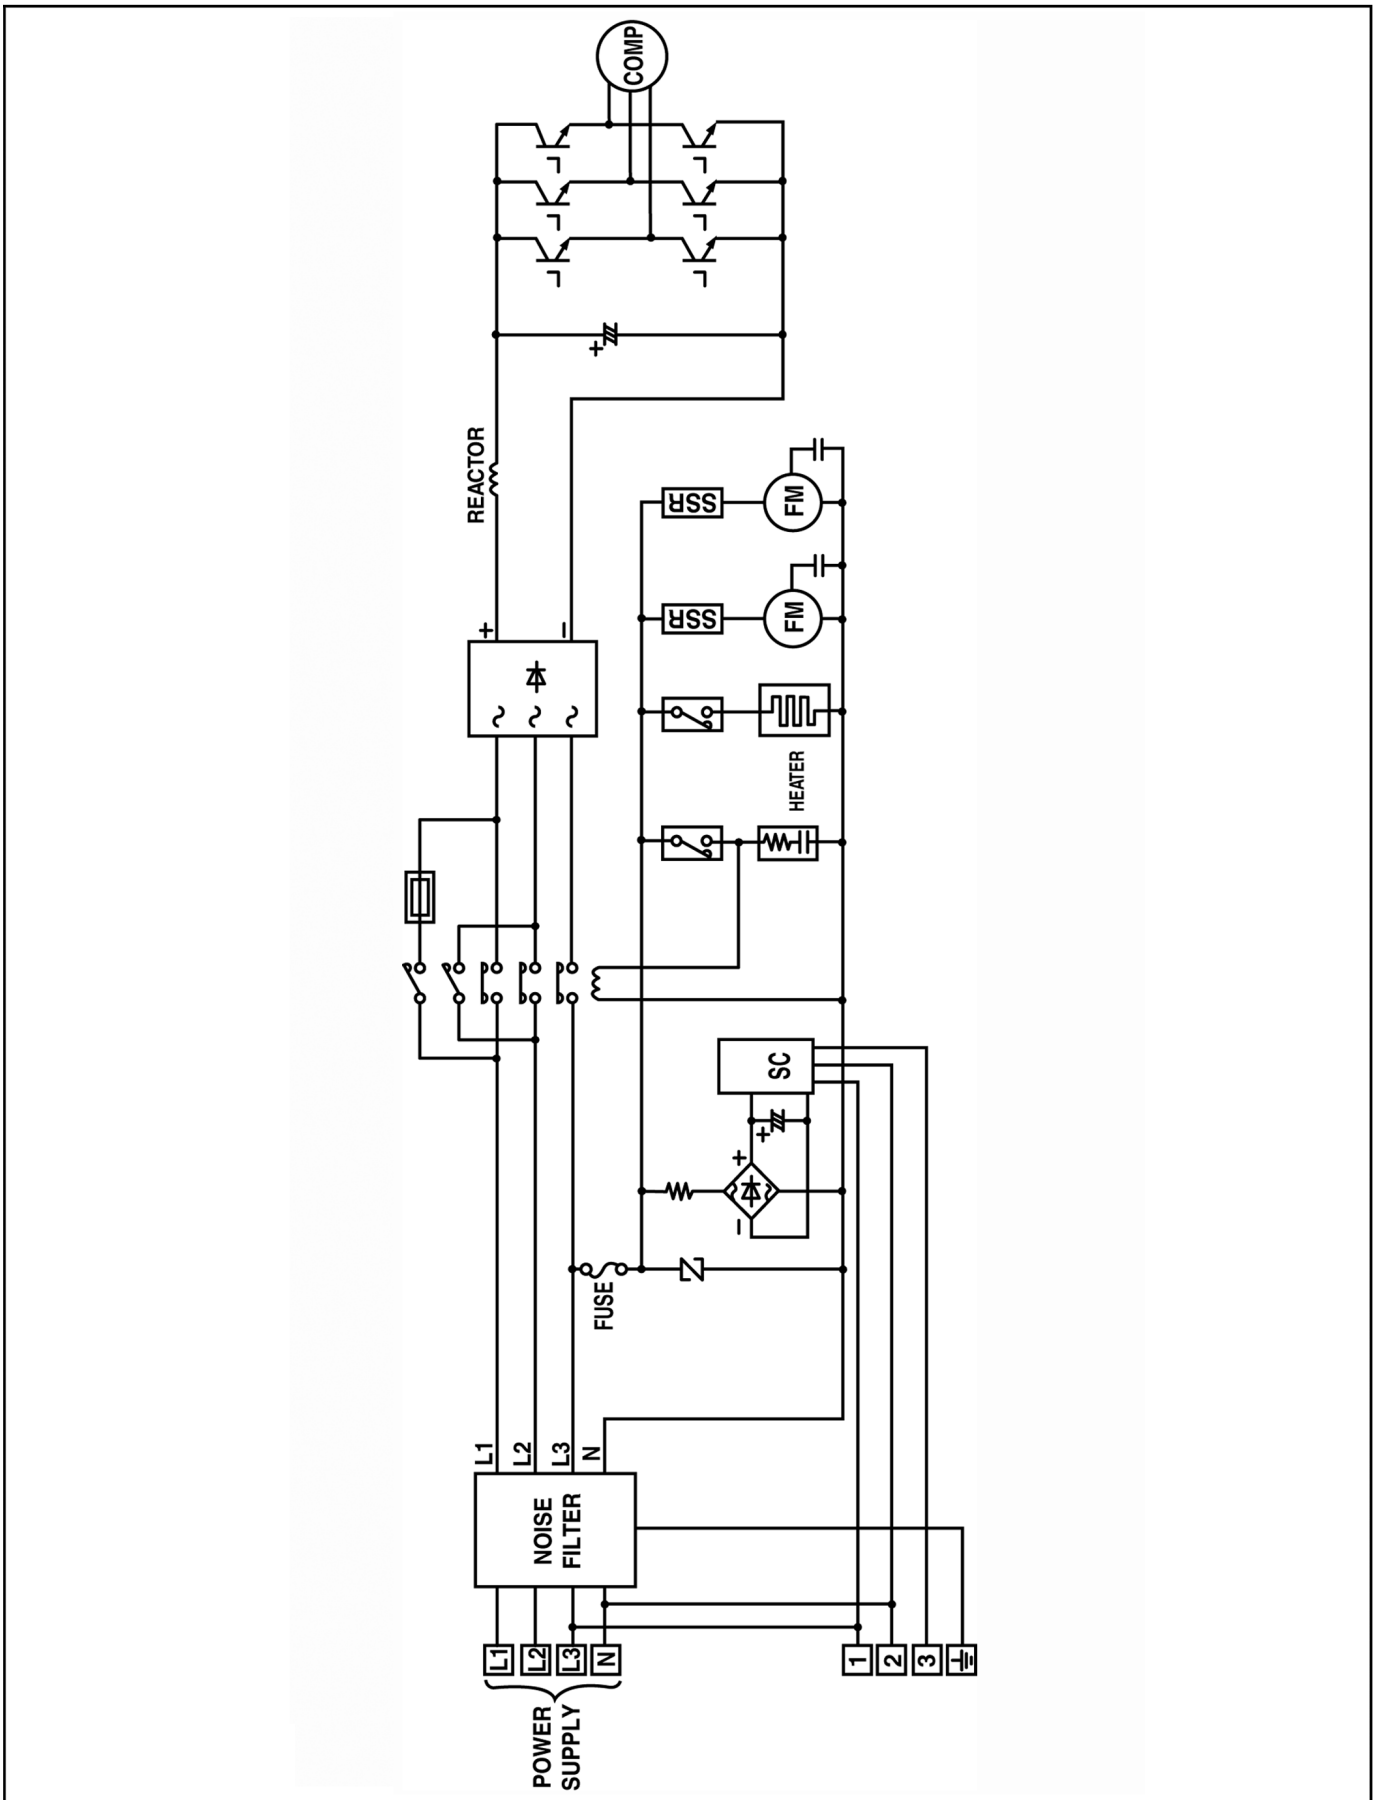 POWER
SUPPLY
L1
L2
L3
N
NOISE
FILTER
L1
L2
L3
N
FUSE
+
−
+
SC
1
2
3
HEATER
+
−
REACTOR
SSR
FM
SSR
FM
+
COMP